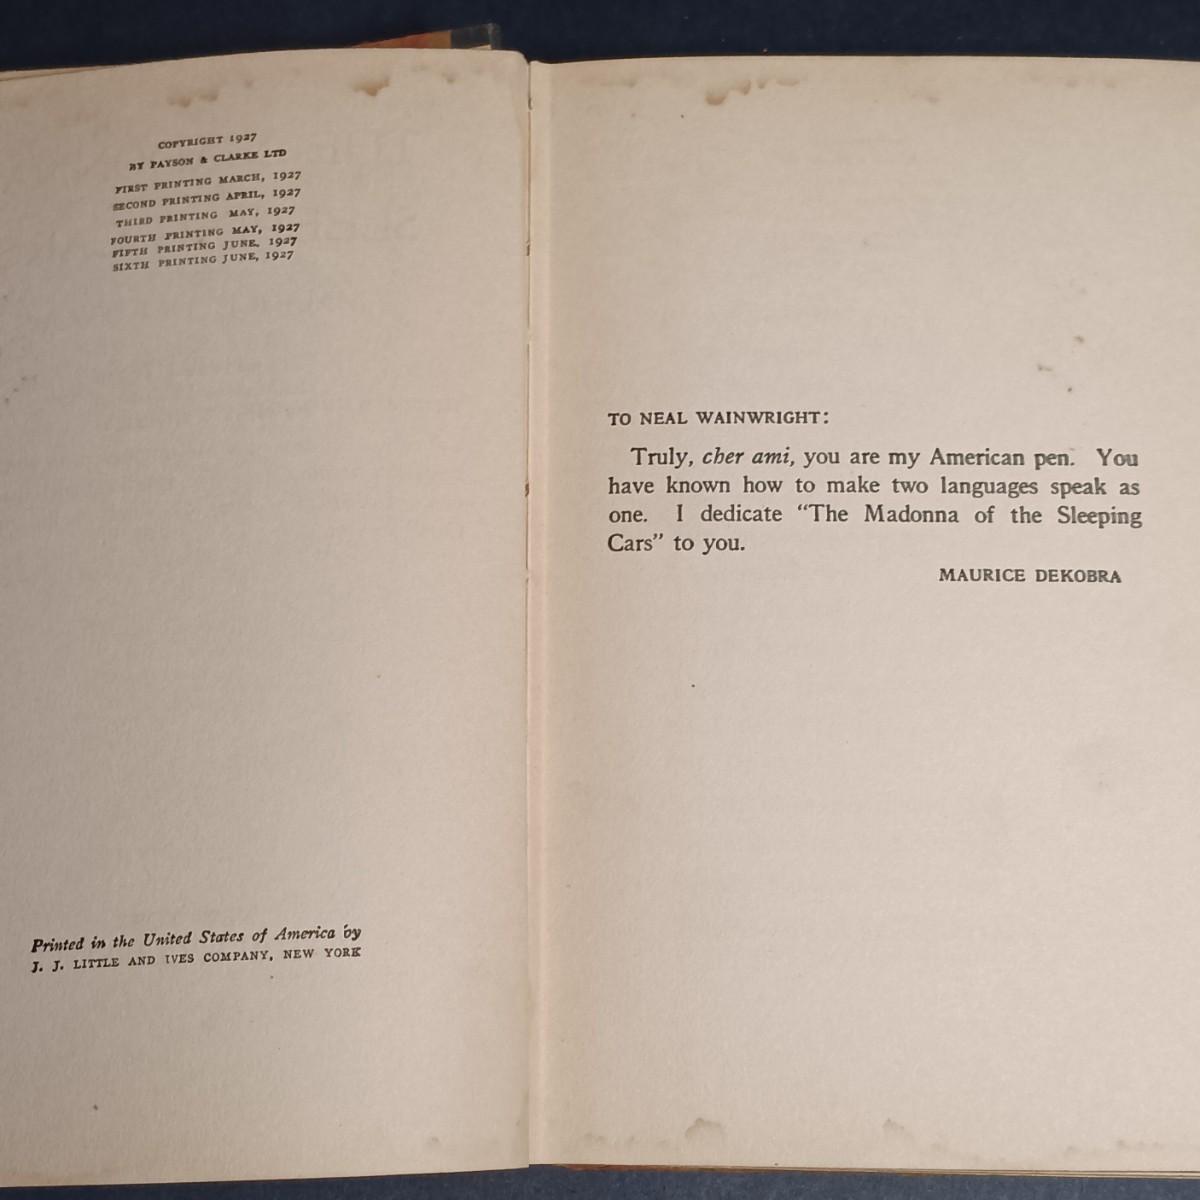 COPYRIGHT 1927
BY PAYSON & CLARKE LTD
FIRST PRINTING MARCH, 1927
SECOND PRINTING APRIL, 1927
THIRD PRINTING MAY, 1927
FOURTH PRINTING MAY, 1927
FIFTH PRINTING JUNE, 1927
SIXTH PRINTING JUNE, 1927
Printed in the United States of America by
J. J. LITTLE AND IVES COMPANY, NEW YORK
TO NEAL WAINWRIGHT:
Truly, cher ami, you are my American pen. You
have known how to make two languages speak as
one. I dedicate “The Madonna of the Sleeping
Cars” to you.
MAURICE DEKOBRA